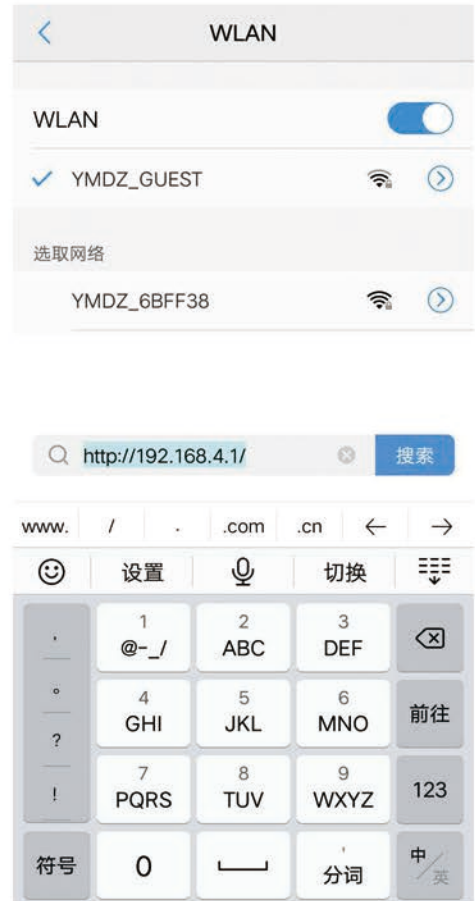 WLAN
WLAN
YMDZ_GUEST
选取网络
YMDZ_6BFF38
http://192.168.4.1/ 搜索
www. / . .com .cn
设置 切换
, 1 2 3
@-_/ ABC DEF
。 4 5 6 前往
GHI JKL MNO
?
7 8 9 123
! PQRS TUV WXYZ
符号 0 ' 分词 中/英